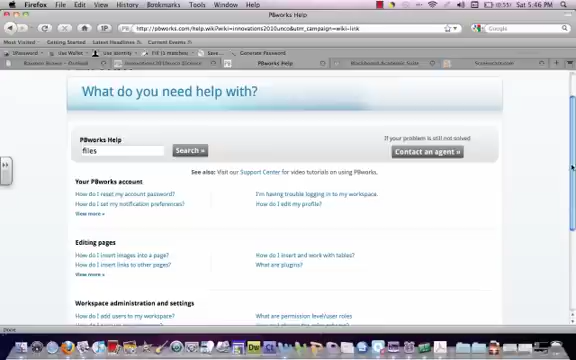 Firefox File Edit View History Bookmarks Tools Window Help
Sat 5:46 PM
PBworks Help
Google
Most Visited Getting Started Latest Headlines
Generate Password
PBworks Help
What do you need help with?
PBworks Help
files
Search »
If your problem is still not solved
Contact an agent »
See also: Visit our Support Center for video tutorials on using PBworks.
Your PBworks account
How do I reset my account password?
I'm having trouble logging in to my workspace.
How do I set my notification preferences?
How do I edit my profile?
View more »
Editing pages
How do I insert images into a page?
How do I insert and work with tables?
How do I insert links to other pages?
What are plugins?
View more »
Workspace administration and settings
How do I add users to my workspace?
What are permission level/user roles
Done